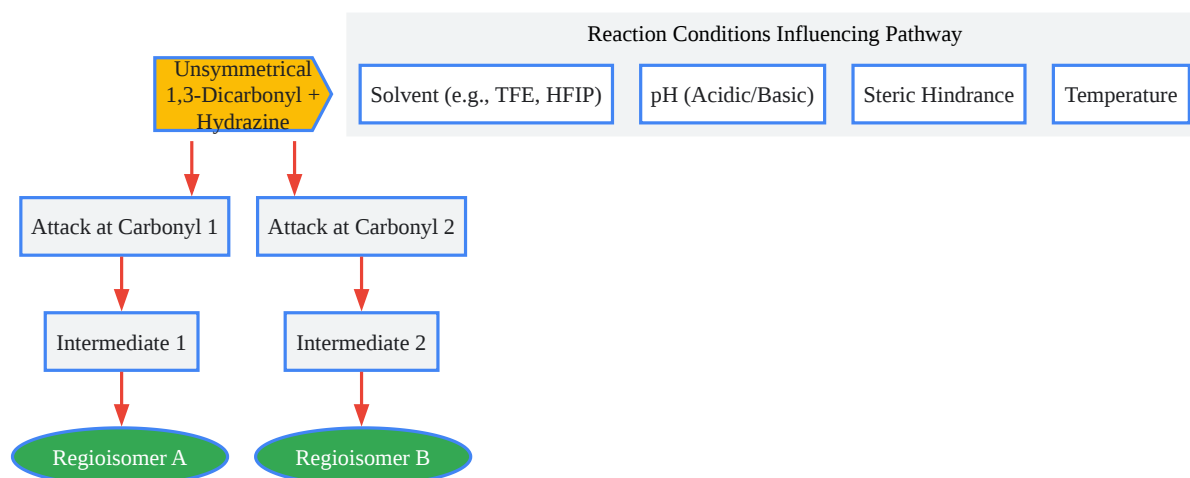 Reaction Conditions Influencing Pathway
Unsymmetrical
1,3-Dicarbonyl +
Hydrazine
Solvent (e.g., TFE, HFIP)
pH (Acidic/Basic)
Steric Hindrance
Temperature
Attack at Carbonyl 1
Attack at Carbonyl 2
Intermediate 1
Intermediate 2
Regioisomer A
Regioisomer B